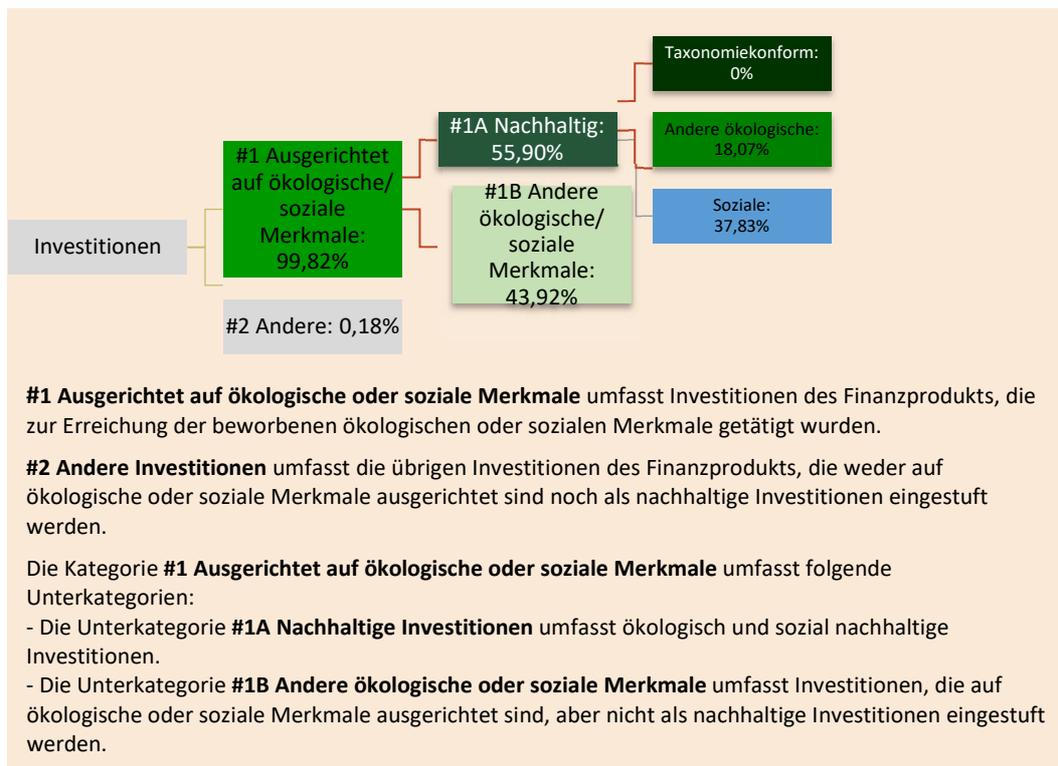 Taxonomiekonform:
0%
#1A Nachhaltig:
55,90%
Andere ökologische:
18,07%
#1 Ausgerichtet
auf ökologische/
soziale
Merkmale:
99,82%
#1B Andere
ökologische/
soziale
Merkmale:
43,92%
Soziale:
37,83%
Investitionen
#2 Andere: 0,18%
#1 Ausgerichtet auf ökologische oder soziale Merkmale umfasst Investitionen des Finanzprodukts, die
zur Erreichung der beworbenen ökologischen oder sozialen Merkmale getätigt wurden.
#2 Andere Investitionen umfasst die übrigen Investitionen des Finanzprodukts, die weder auf
ökologische oder soziale Merkmale ausgerichtet sind noch als nachhaltige Investitionen eingestuft
werden.
Die Kategorie #1 Ausgerichtet auf ökologische oder soziale Merkmale umfasst folgende
Unterkategorien:
- Die Unterkategorie #1A Nachhaltige Investitionen umfasst ökologisch und sozial nachhaltige
Investitionen.
- Die Unterkategorie #1B Andere ökologische oder soziale Merkmale umfasst Investitionen, die auf
ökologische oder soziale Merkmale ausgerichtet sind, aber nicht als nachhaltige Investitionen eingestuft
werden.